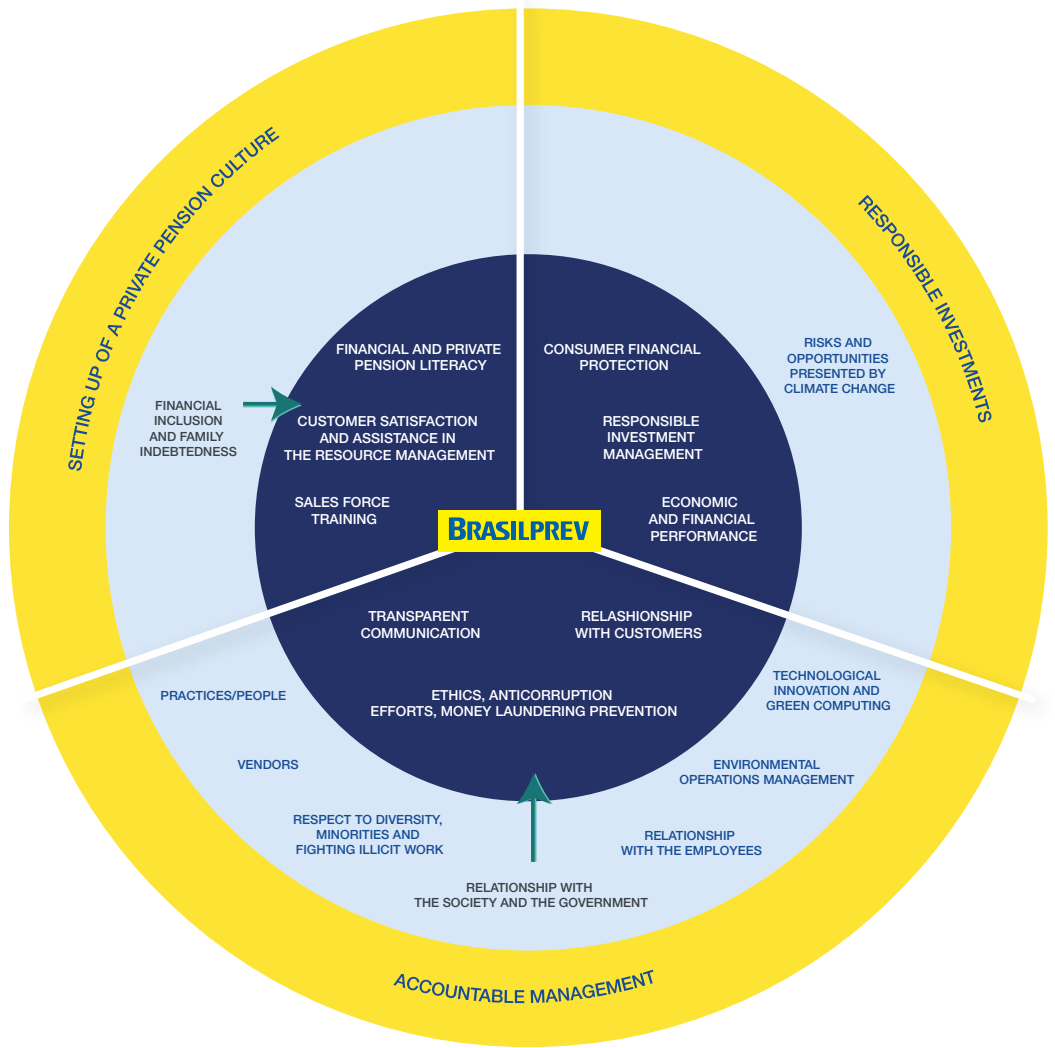 SETTING UP OF A PRIVATE PENSION CULTURE
RESPONSIBLE INVESTMENTS
FINANCIAL AND PRIVATE
PENSION LITERACY
CONSUMER FINANCIAL
PROTECTION
RISKS AND
OPPORTUNITIES
PRESENTED BY
CLIMATE CHANGE
FINANCIAL
INCLUSION
AND FAMILY
INDEBTEDNESS
CUSTOMER SATISFACTION
AND ASSISTANCE IN
THE RESOURCE MANAGEMENT
RESPONSIBLE
INVESTMENT
MANAGEMENT
SALES FORCE
TRAINING
ECONOMIC
AND FINANCIAL
PERFORMANCE
BRASILPREV
TRANSPARENT
COMMUNICATION
RELASHIONSHIP
WITH CUSTOMERS
ETHICS, ANTICORRUPTION
EFFORTS, MONEY LAUNDERING PREVENTION
PRACTICES/PEOPLE
TECHNOLOGICAL
INNOVATION AND
GREEN COMPUTING
VENDORS
ENVIRONMENTAL
OPERATIONS MANAGEMENT
RESPECT TO DIVERSITY,
MINORITIES AND
FIGHTING ILLICIT WORK
RELATIONSHIP
WITH THE EMPLOYEES
RELATIONSHIP WITH
THE SOCIETY AND THE GOVERNMENT
ACCOUNTABLE MANAGEMENT